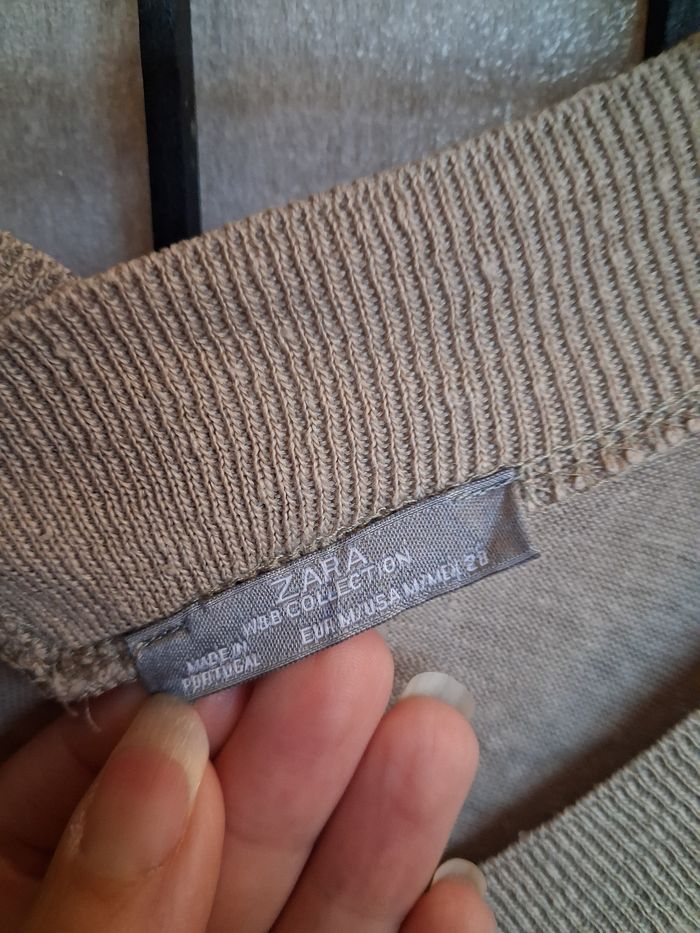 ZARA
W&B COLLECTION
EUR M/USA M/MEX 28
MADE IN
PORTUGAL